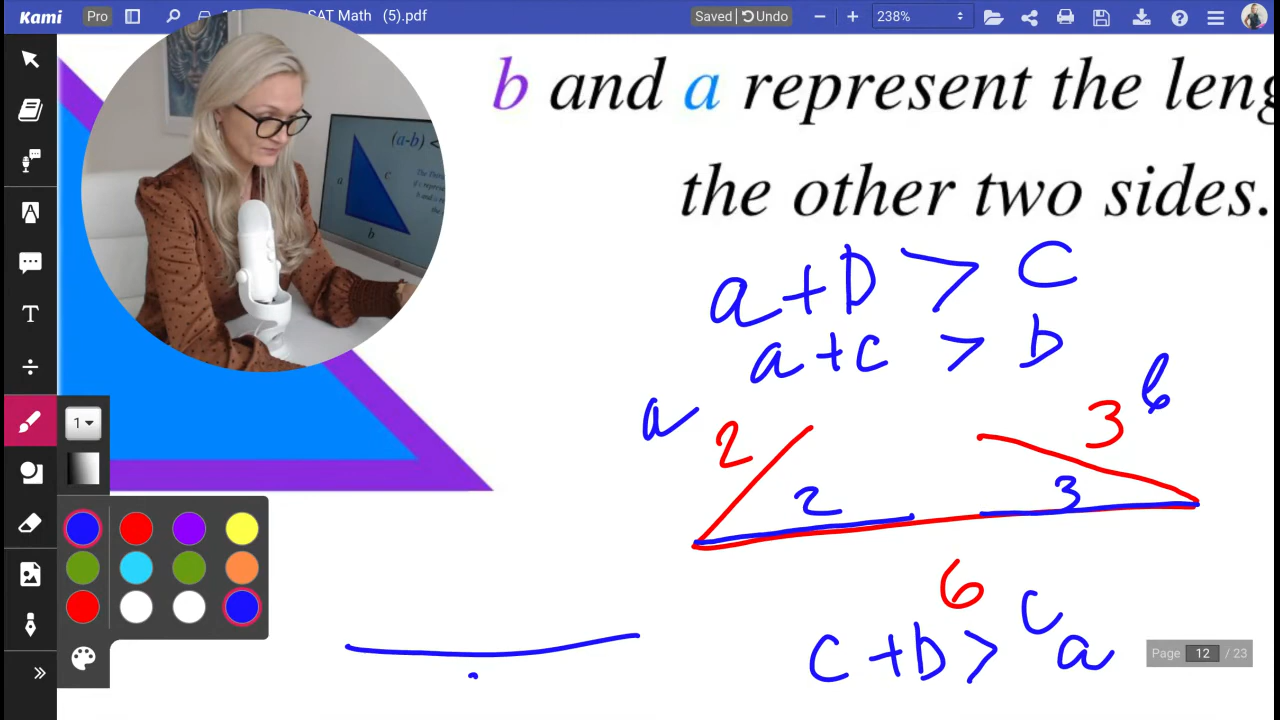 Kami Pro SAT Math (5).pdf Saved Undo 238%
b and a represent the leng
the other two sides.
(a-b) <
a c
b
a+b > c
a+c > b
a 2 3 b
2 3
6 c
c+b > a
T
1
Page 12 / 23